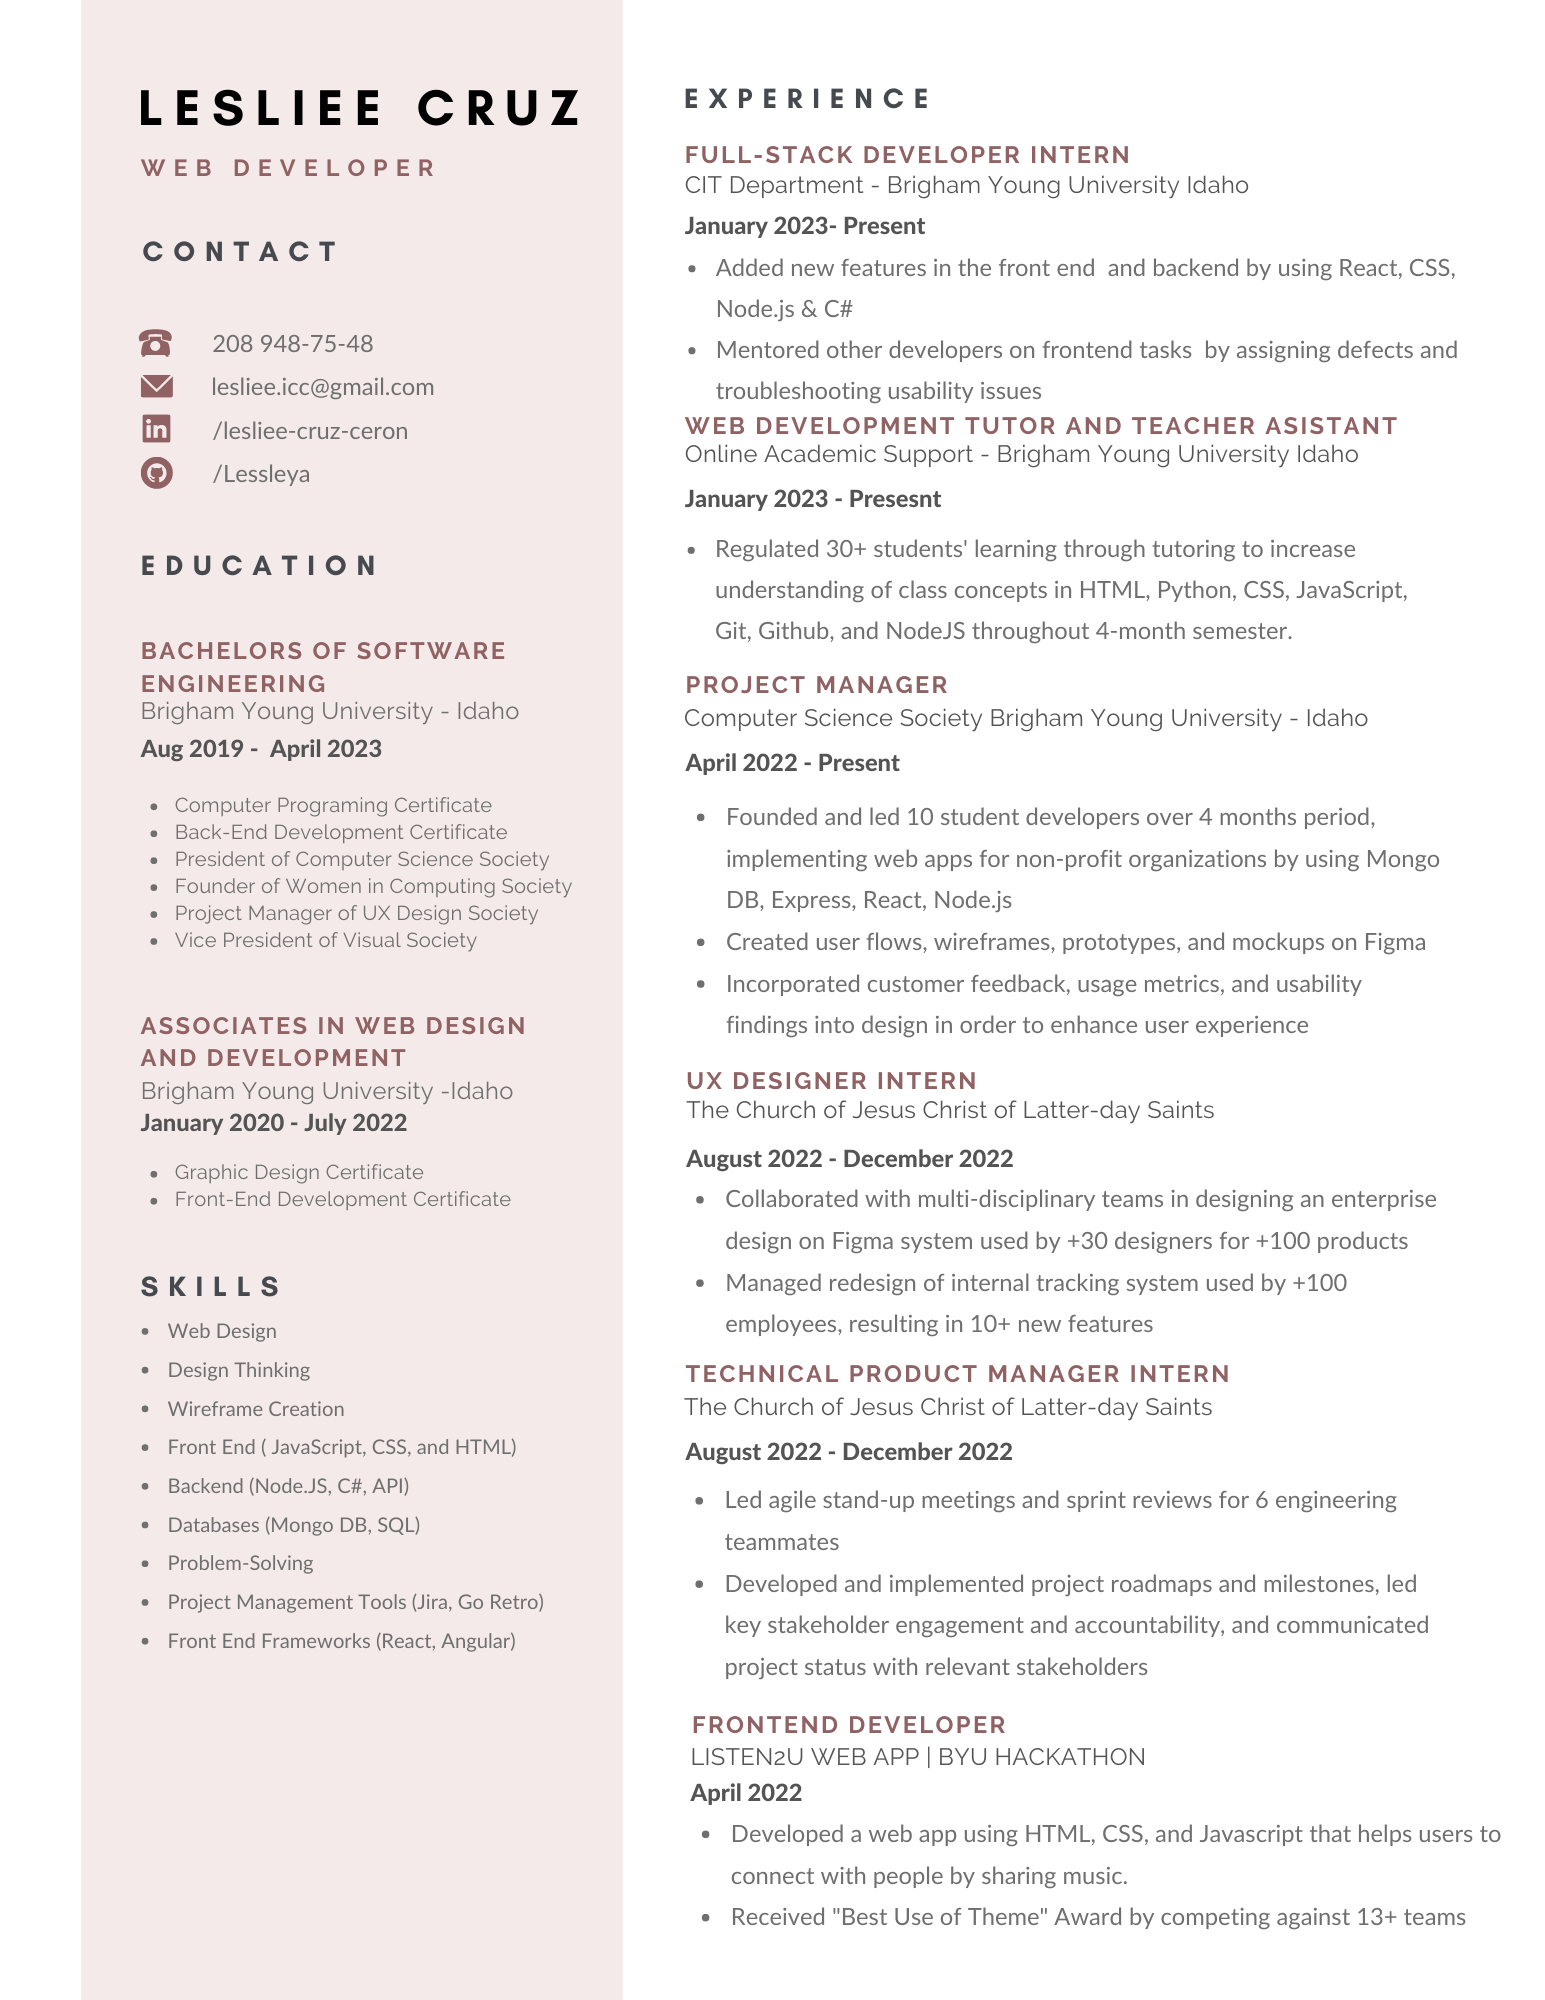 LESLIEE CRUZ
WEB DEVELOPER
CONTACT
208 948-75-48
lesliee.icc@gmail.com
/lesliee-cruz-ceron
/Lessleya
EDUCATION
BACHELORS OF SOFTWARE
ENGINEERING
Brigham Young University - Idaho
Aug 2019 - April 2023
• Computer Programing Certificate
• Back-End Development Certificate
• President of Computer Science Society
• Founder of Women in Computing Society
• Project Manager of UX Design Society
• Vice President of Visual Society
ASSOCIATES IN WEB DESIGN
AND DEVELOPMENT
Brigham Young University -Idaho
January 2020 - July 2022
• Graphic Design Certificate
• Front-End Development Certificate
SKILLS
• Web Design
• Design Thinking
• Wireframe Creation
• Front End ( JavaScript, CSS, and HTML)
• Backend (Node.JS, C#, API)
• Databases (Mongo DB, SQL)
• Problem-Solving
• Project Management Tools (Jira, Go Retro)
• Front End Frameworks (React, Angular)
EXPERIENCE
FULL-STACK DEVELOPER INTERN
CIT Department - Brigham Young University Idaho
January 2023- Present
• Added new features in the front end and backend by using React, CSS,
Node.js & C#
• Mentored other developers on frontend tasks by assigning defects and
troubleshooting usability issues
WEB DEVELOPMENT TUTOR AND TEACHER ASISTANT
Online Academic Support - Brigham Young University Idaho
January 2023 - Presesnt
• Regulated 30+ students' learning through tutoring to increase
understanding of class concepts in HTML, Python, CSS, JavaScript,
Git, Github, and NodeJS throughout 4-month semester.
PROJECT MANAGER
Computer Science Society Brigham Young University - Idaho
April 2022 - Present
• Founded and led 10 student developers over 4 months period,
implementing web apps for non-profit organizations by using Mongo
DB, Express, React, Node.js
• Created user flows, wireframes, prototypes, and mockups on Figma
• Incorporated customer feedback, usage metrics, and usability
findings into design in order to enhance user experience
UX DESIGNER INTERN
The Church of Jesus Christ of Latter-day Saints
August 2022 - December 2022
• Collaborated with multi-disciplinary teams in designing an enterprise
design on Figma system used by +30 designers for +100 products
• Managed redesign of internal tracking system used by +100
employees, resulting in 10+ new features
TECHNICAL PRODUCT MANAGER INTERN
The Church of Jesus Christ of Latter-day Saints
August 2022 - December 2022
• Led agile stand-up meetings and sprint reviews for 6 engineering
teammates
• Developed and implemented project roadmaps and milestones, led
key stakeholder engagement and accountability, and communicated
project status with relevant stakeholders
FRONTEND DEVELOPER
LISTEN2U WEB APP | BYU HACKATHON
April 2022
• Developed a web app using HTML, CSS, and Javascript that helps users to
connect with people by sharing music.
• Received "Best Use of Theme" Award by competing against 13+ teams